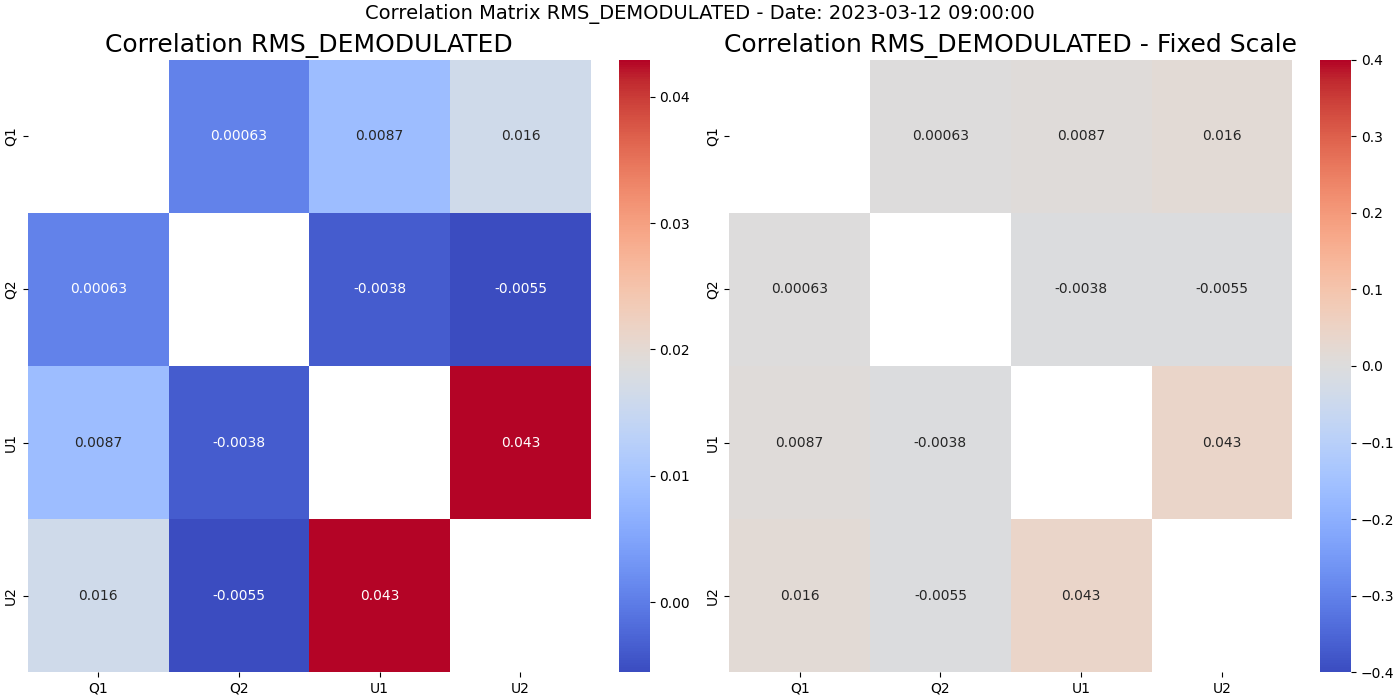 Correlation Matrix RMS_DEMODULATED - Date: 2023-03-12 09:00:00
Correlation RMS_DEMODULATED
Q1
0.00063
0.0087
0.016
Q2
0.00063
-0.0038
-0.0055
U1
0.0087
-0.0038
0.043
U2
0.016
-0.0055
0.043
Q1
Q2
U1
U2
0.04
0.03
0.02
0.01
0.00
Correlation RMS_DEMODULATED - Fixed Scale
Q1
0.00063
0.0087
0.016
Q2
0.00063
-0.0038
-0.0055
U1
0.0087
-0.0038
0.043
U2
0.016
-0.0055
0.043
Q1
Q2
U1
U2
0.4
0.3
0.2
0.1
0.0
−0.1
−0.2
−0.3
−0.4